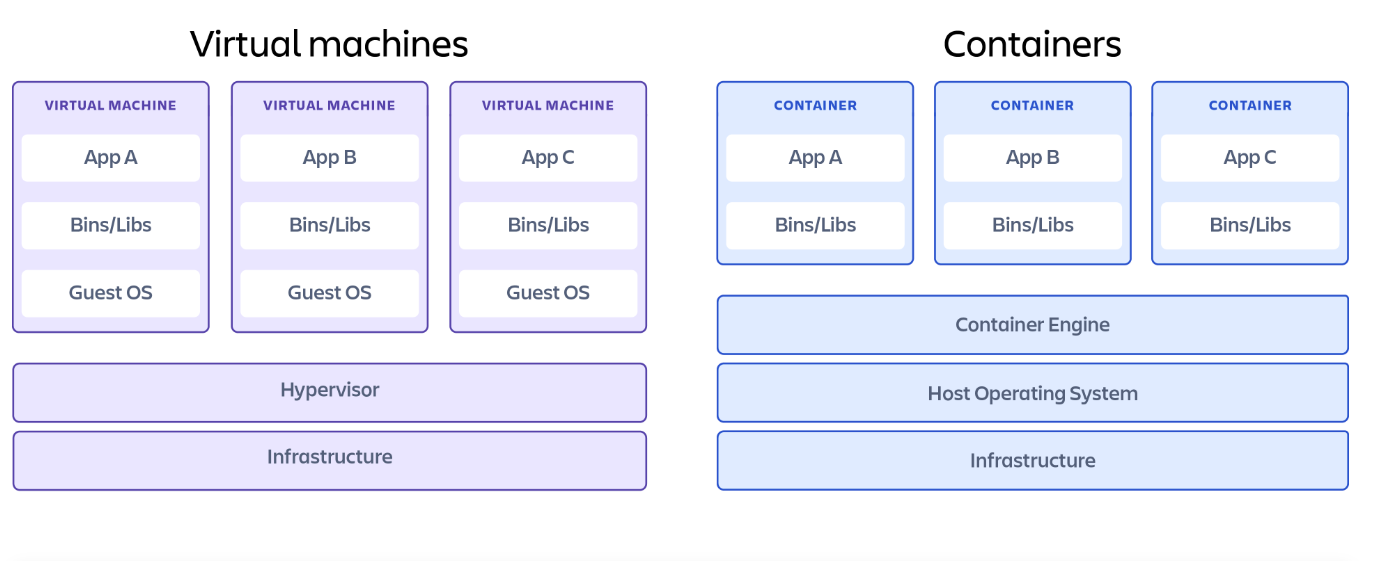 Virtual machines
VIRTUAL MACHINE
App A
Bins/Libs
Guest OS
VIRTUAL MACHINE
App B
Bins/Libs
Guest OS
VIRTUAL MACHINE
App C
Bins/Libs
Guest OS
Hypervisor
Infrastructure
Containers
CONTAINER
App A
Bins/Libs
CONTAINER
App B
Bins/Libs
CONTAINER
App C
Bins/Libs
Container Engine
Host Operating System
Infrastructure